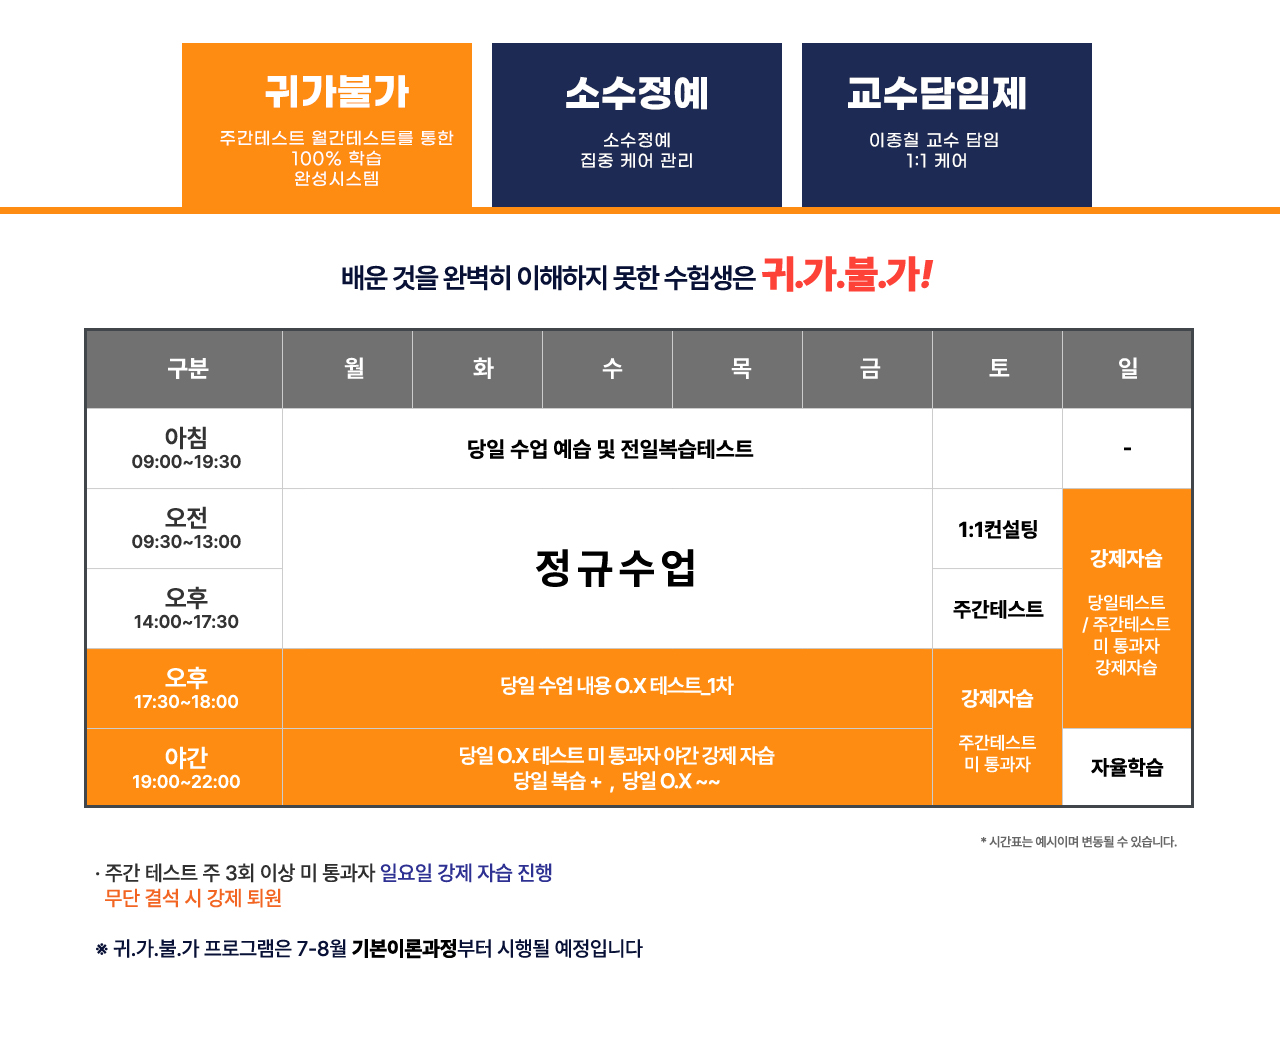 귀가불가
주간테스트 월간테스트를 통한
100% 학습
완성시스템
소수정예
소수정예
집중 케어 관리
교수담임제
이종칠 교수 담임
1:1 케어
배운 것을 완벽히 이해하지 못한 수험생은 귀.가.불.가!
구분 월 화 수 목 금 토 일
아침
09:00~19:30
당일 수업 예습 및 전일복습테스트
-
오전
09:30~13:00
정규수업
1:1컨설팅
오후
14:00~17:30
주간테스트
강제자습
당일테스트
/ 주간테스트
미 통과자
강제자습
오후
17:30~18:00
당일 수업 내용 O.X 테스트_1차
강제자습
주간테스트
미 통과자
야간
19:00~22:00
당일 O.X 테스트 미 통과자 야간 강제 자습
당일 복습 + , 당일 O.X ~~
자율학습
* 시간표는 예시이며 변동될 수 있습니다.
· 주간 테스트 주 3회 이상 미 통과자 일요일 강제 자습 진행
무단 결석 시 강제 퇴원
※ 귀.가.불.가 프로그램은 7-8월 기본이론과정부터 시행될 예정입니다